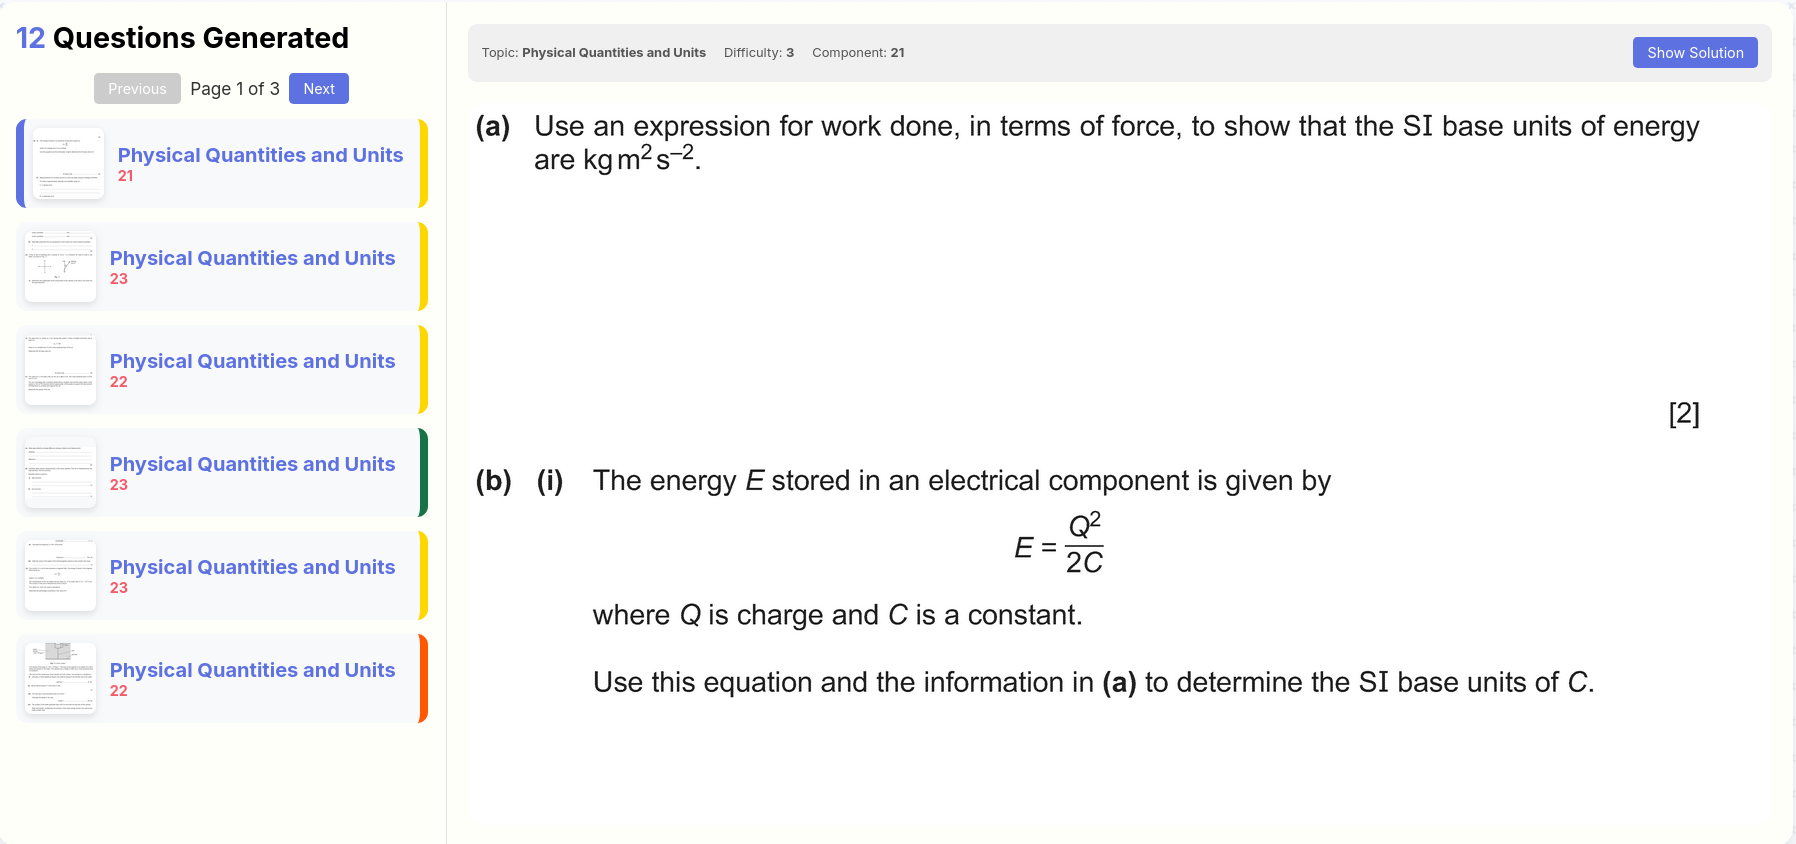 12 Questions Generated
Previous Page 1 of 3 Next
Physical Quantities and Units
21
Physical Quantities and Units
23
Physical Quantities and Units
22
Physical Quantities and Units
23
Physical Quantities and Units
23
Physical Quantities and Units
22
Topic: Physical Quantities and Units Difficulty: 3 Component: 21 Show Solution
(a) Use an expression for work done, in terms of force, to show that the SI base units of energy
are kg m² s⁻².
[2]
(b) (i) The energy E stored in an electrical component is given by
E = Q²/2C
where Q is charge and C is a constant.
Use this equation and the information in (a) to determine the SI base units of C.